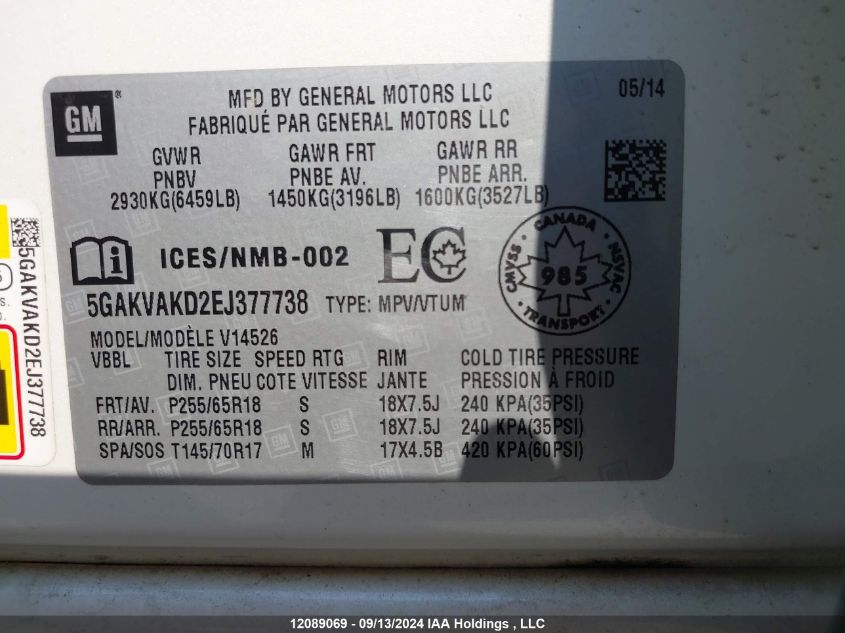 GM®
MFD BY GENERAL MOTORS LLC 05/14
FABRIQUÉ PAR GENERAL MOTORS LLC
GVWR GAWR FRT GAWR RR
PNBV PNBE AV. PNBE ARR.
2930KG(6459LB) 1450KG(3196LB) 1600KG(3527LB)
i ICES/NMB-002 EC
CANADA
CMVSS 985 NSVAC
TRANSPORT
5GAKVAKD2EJ377738 TYPE: MPV/VTUM
MODEL/MODÈLE V14526
VBBL TIRE SIZE SPEED RTG RIM COLD TIRE PRESSURE
DIM. PNEU COTE VITESSE JANTE PRESSION À FROID
FRT/AV. P255/65R18 S 18X7.5J 240 KPA(35PSI)
RR/ARR. P255/65R18 S 18X7.5J 240 KPA(35PSI)
SPA/SOS T145/70R17 M 17X4.5B 420 KPA(60PSI)
5GAKVAKD2EJ377738
12089069 - 09/13/2024 IAA Holdings , LLC